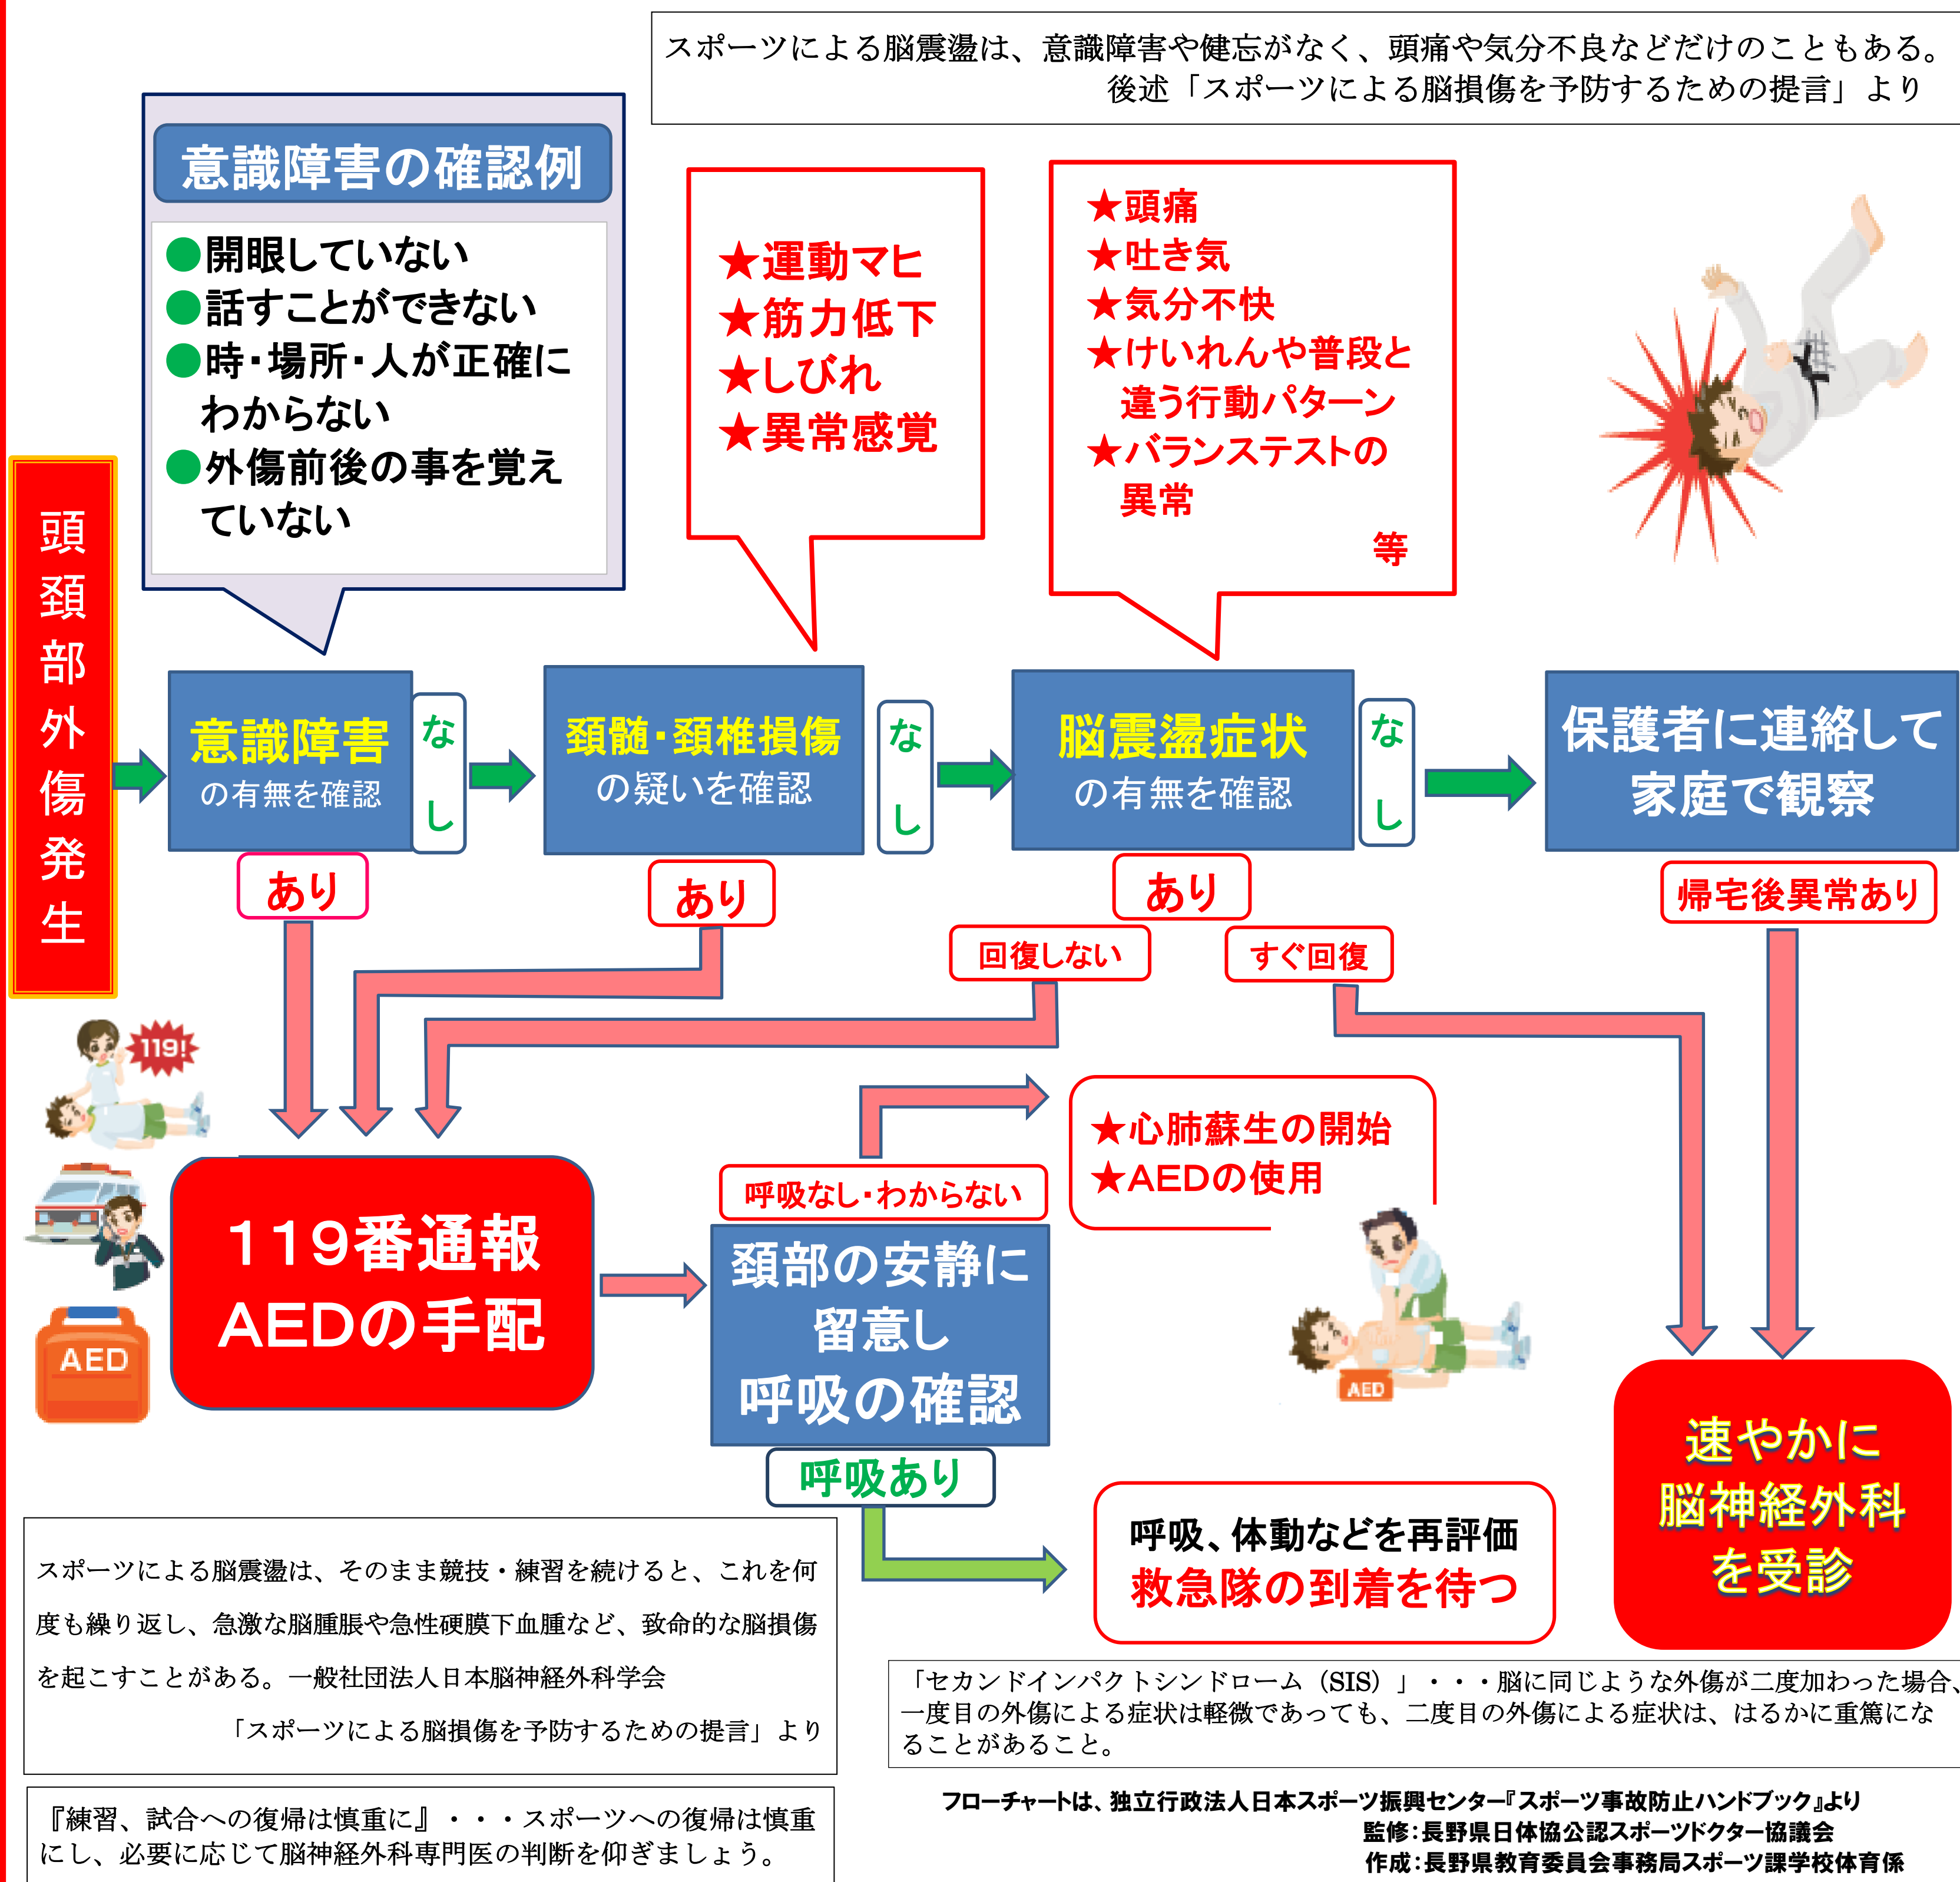 スポーツによる脳震盪は、意識障害や健忘がなく、頭痛や気分不良などだけのこともある。
後述「スポーツによる脳損傷を予防するための提言」より
意識障害の確認例
●開眼していない
●話すことができない
●時・場所・人が正確に
わからない
●外傷前後の事を覚え
ていない
★運動マヒ
★筋力低下
★しびれ
★異常感覚
★頭痛
★吐き気
★気分不快
★けいれんや普段と
違う行動パターン
★バランステストの
異常
等
頭頚部外傷発生
意識障害
の有無を確認
なし
頚髄・頚椎損傷
の疑いを確認
なし
脳震盪症状
の有無を確認
なし
保護者に連絡して
家庭で観察
あり
あり
あり
帰宅後異常あり
回復しない
すぐ回復
119!
119番通報
AEDの手配
AED
呼吸なし・わからない
★心肺蘇生の開始
★AEDの使用
頚部の安静に
留意し
呼吸の確認
AED
呼吸あり
呼吸、体動などを再評価
救急隊の到着を待つ
速やかに
脳神経外科
を受診
スポーツによる脳震盪は、そのまま競技・練習を続けると、これを何
度も繰り返し、急激な脳腫脹や急性硬膜下血腫など、致命的な脳損傷
を起こすことがある。一般社団法人日本脳神経外科学会
「スポーツによる脳損傷を予防するための提言」より
「セカンドインパクトシンドローム（SIS）」・・・脳に同じような外傷が二度加わった場合、
一度目の外傷による症状は軽微であっても、二度目の外傷による症状は、はるかに重篤にな
ることがあること。
『練習、試合への復帰は慎重に』・・・スポーツへの復帰は慎重
にし、必要に応じて脳神経外科専門医の判断を仰ぎましょう。
フローチャートは、独立行政法人日本スポーツ振興センター『スポーツ事故防止ハンドブック』より
監修：長野県日体協公認スポーツドクター協議会
作成：長野県教育委員会事務局スポーツ課学校体育係